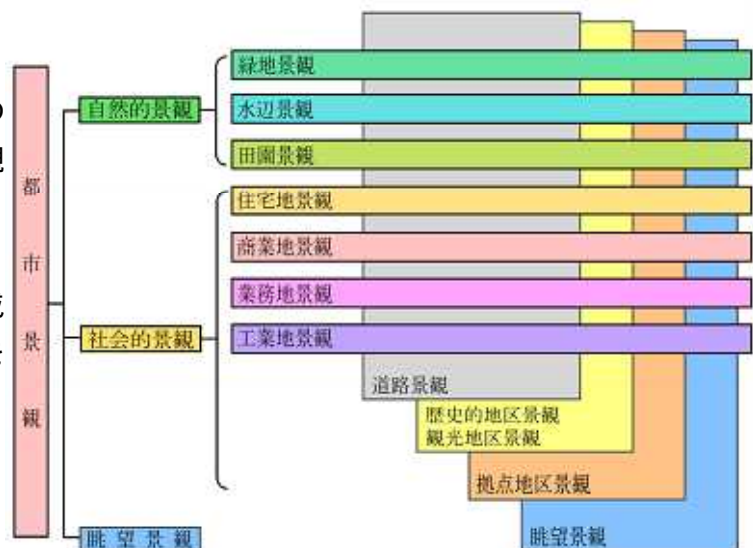 都市景観
自然的景観
緑地景観
水辺景観
田園景観
社会的景観
住宅地景観
商業地景観
業務地景観
工業地景観
道路景観
歴史的地区景観
観光地区景観
拠点地区景観
眺望景観
眺望景観